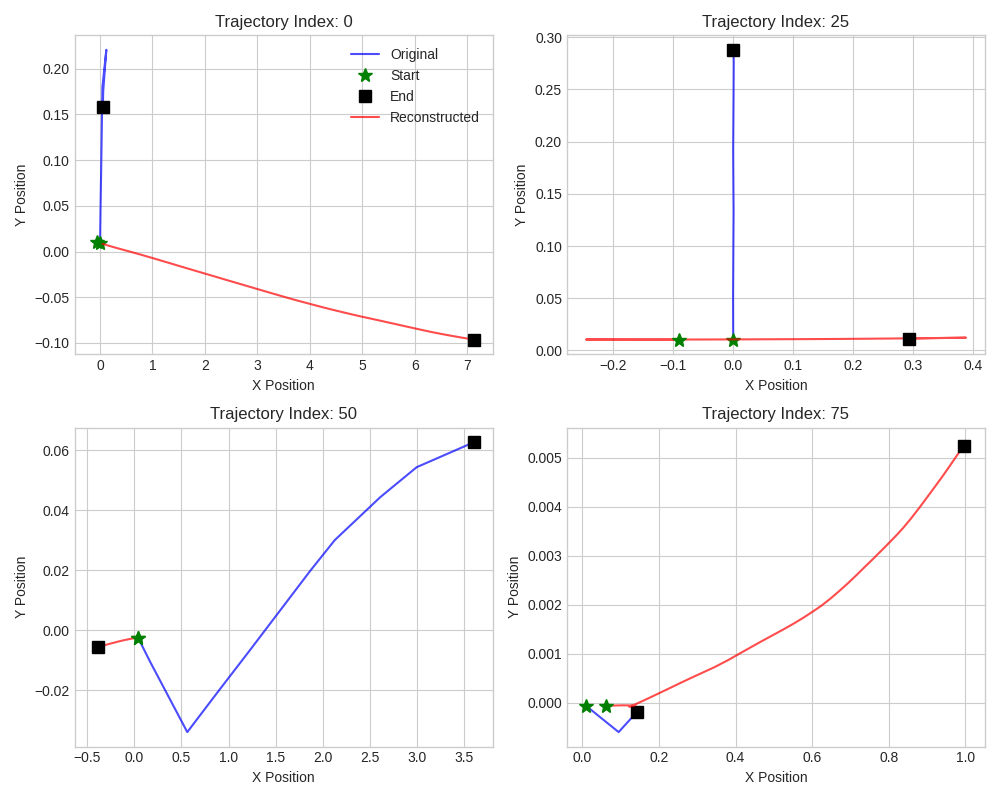 Trajectory Index: 0
Original
Start
End
Reconstructed
0.20
0.15
0.10
0.05
0.00
−0.05
−0.10
Y Position
0 1 2 3 4 5 6 7
X Position
Trajectory Index: 25
0.30
0.25
0.20
0.15
0.10
0.05
0.00
Y Position
−0.2 −0.1 0.0 0.1 0.2 0.3 0.4
X Position
Trajectory Index: 50
0.06
0.04
0.02
0.00
−0.02
Y Position
−0.5 0.0 0.5 1.0 1.5 2.0 2.5 3.0 3.5
X Position
Trajectory Index: 75
0.005
0.004
0.003
0.002
0.001
0.000
Y Position
0.0 0.2 0.4 0.6 0.8 1.0
X Position